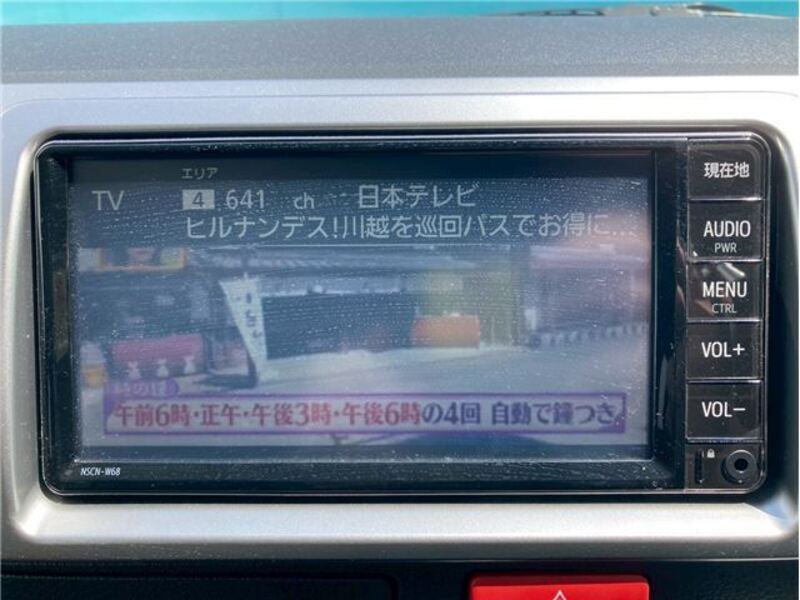 エリア
TV 4 641 ch 日本テレビ
ヒルナンデス!川越を巡回バスでお得に...
時の鐘
午前6時・正午・午後3時・午後6時の4回 自動で鐘つき
NSCN-W68
現在地
AUDIO
PWR
MENU
CTRL
VOL+
VOL-